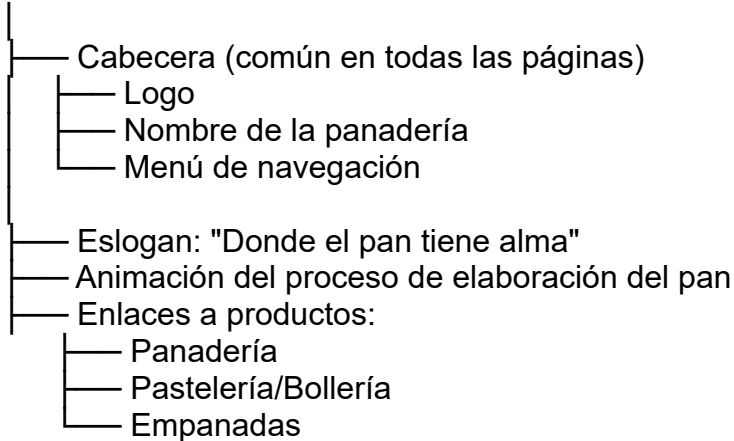 Cabecera (común en todas las páginas)
Logo
Nombre de la panadería
Menú de navegación
Eslogan: "Donde el pan tiene alma"
Animación del proceso de elaboración del pan
Enlaces a productos:
Panadería
Pastelería/Bollería
Empanadas